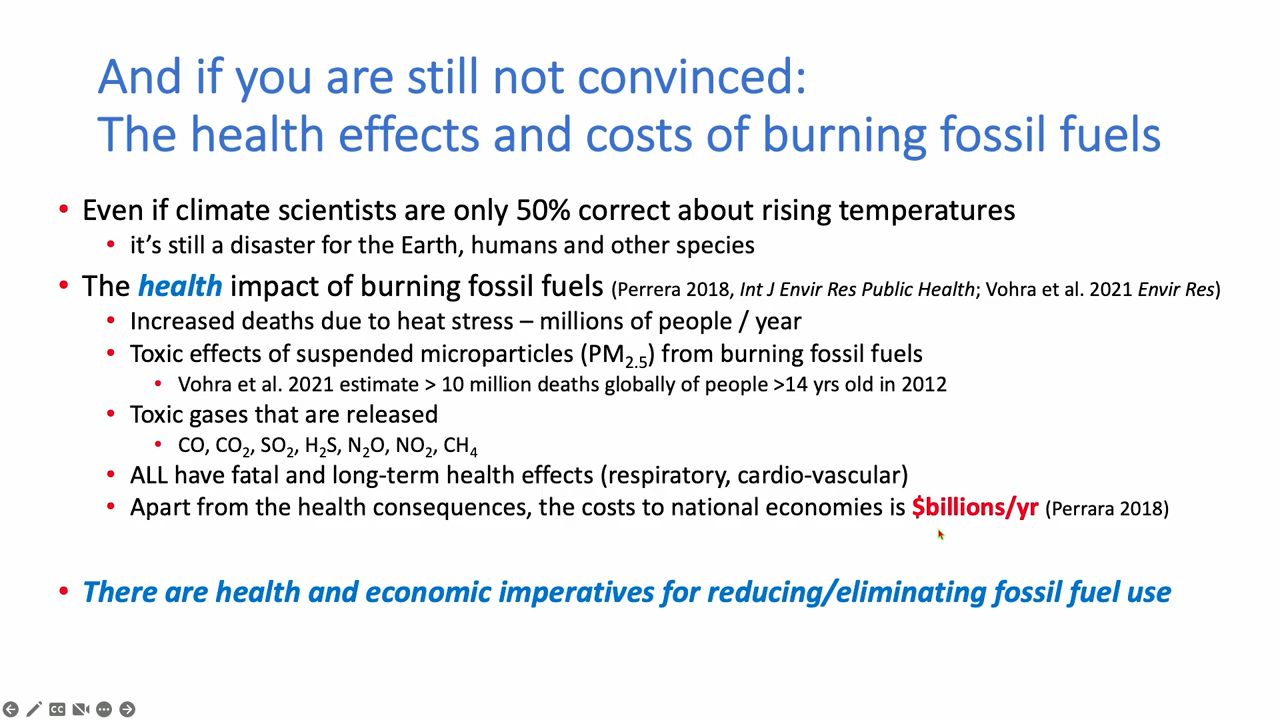 And if you are still not convinced:
The health effects and costs of burning fossil fuels
• Even if climate scientists are only 50% correct about rising temperatures
• it’s still a disaster for the Earth, humans and other species
• The health impact of burning fossil fuels (Perrera 2018, Int J Envir Res Public Health; Vohra et al. 2021 Envir Res)
• Increased deaths due to heat stress – millions of people / year
• Toxic effects of suspended microparticles (PM2.5) from burning fossil fuels
• Vohra et al. 2021 estimate > 10 million deaths globally of people >14 yrs old in 2012
• Toxic gases that are released
• CO, CO2, SO2, H2S, N2O, NO2, CH4
• ALL have fatal and long-term health effects (respiratory, cardio-vascular)
• Apart from the health consequences, the costs to national economies is $billions/yr (Perrara 2018)
• There are health and economic imperatives for reducing/eliminating fossil fuel use
CC